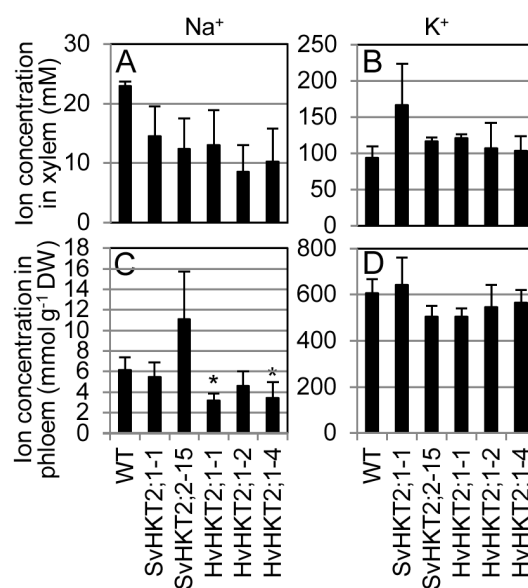 Na⁺ K⁺
Ion concentration
in xylem (mM)
A
30
20
10
0
B
250
200
150
100
50
0
Ion concentration in
phloem (mmol g⁻¹ DW)
C
18
16
14
12
10
8
6
4
2
0
* *
D
800
600
400
200
0
WT
SvHKT2;1-1
SvHKT2;2-15
HvHKT2;1-1
HvHKT2;1-2
HvHKT2;1-4
WT
SvHKT2;1-1
SvHKT2;2-15
HvHKT2;1-1
HvHKT2;1-2
HvHKT2;1-4